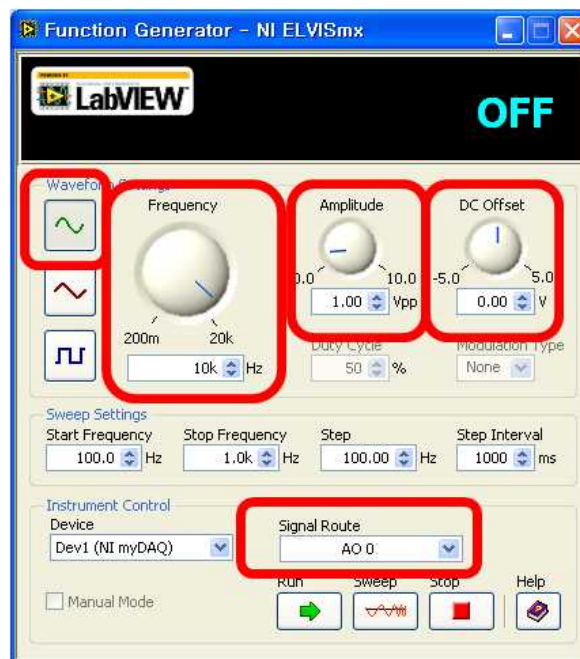 Function Generator - NI ELVISmx
LabVIEW
OFF
Waveform Settings
Frequency
Amplitude
DC Offset
0.0
10.0
-5.0
5.0
1.00 Vpp
0.00 V
200m
20k
10k Hz
Duty Cycle
50 %
Modulation Type
None
Sweep Settings
Start Frequency
Stop Frequency
Step
Step Interval
100.0 Hz
1.0k Hz
100.00 Hz
1000 ms
Instrument Control
Device
Signal Route
Dev1 (NI myDAQ)
AO 0
Manual Mode
Run
Sweep
Stop
Help